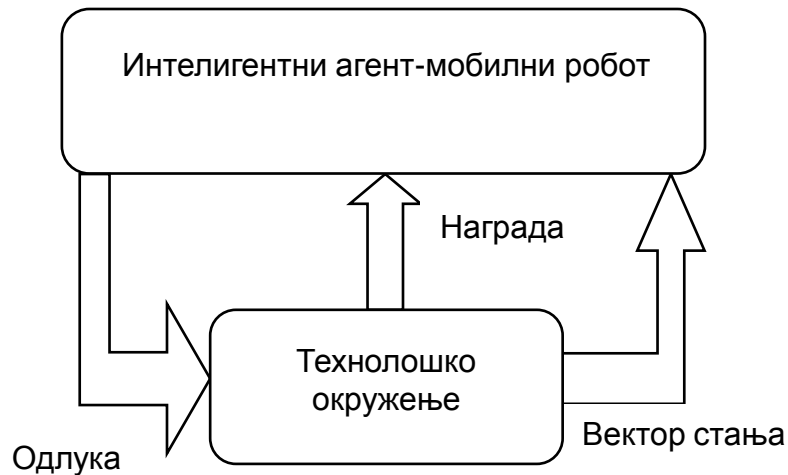 Интелигентни агент-мобилни робот
Награда
Технолошко
окружење
Вектор стања
Одлука